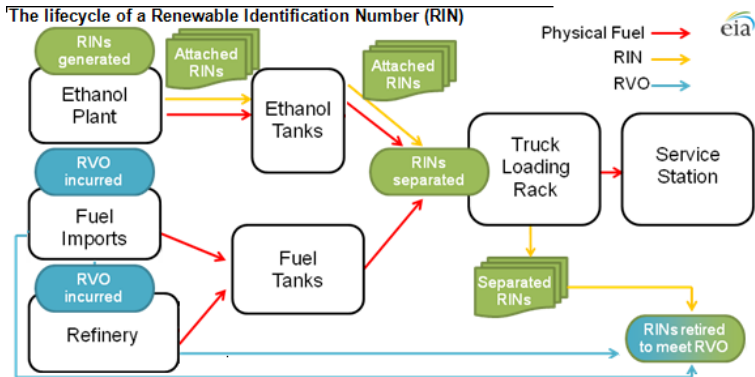 The lifecycle of a Renewable Identification Number (RIN)
eia
Physical Fuel
RIN
RVO
RINs
generated
Ethanol
Plant
Attached
RINs
Ethanol
Tanks
Attached
RINs
RINs
separated
Truck
Loading
Rack
Service
Station
RVO
incurred
Fuel
Imports
Fuel
Tanks
RVO
incurred
Refinery
Separated
RINs
RINs retired
to meet RVO